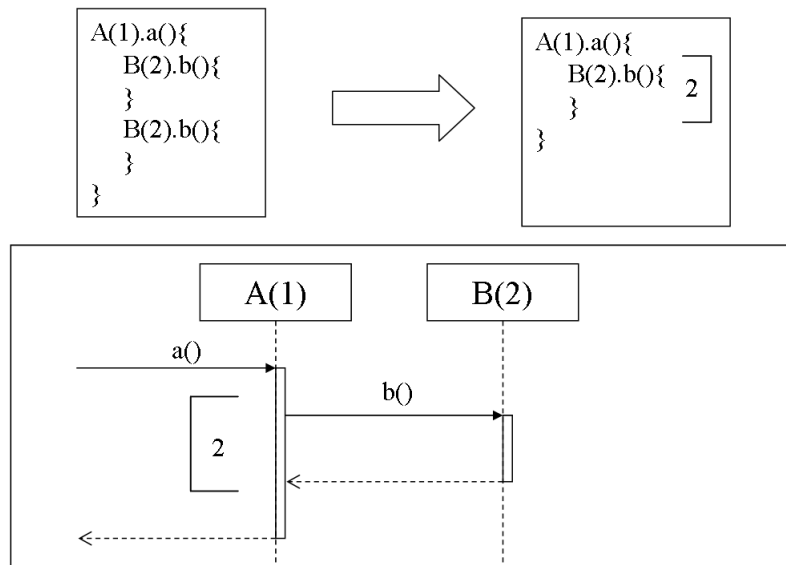 A(1).a(){
B(2).b(){
}
B(2).b(){
}
}
A(1).a(){
B(2).b(){
2
}
}
A(1)
B(2)
a()
b()
2